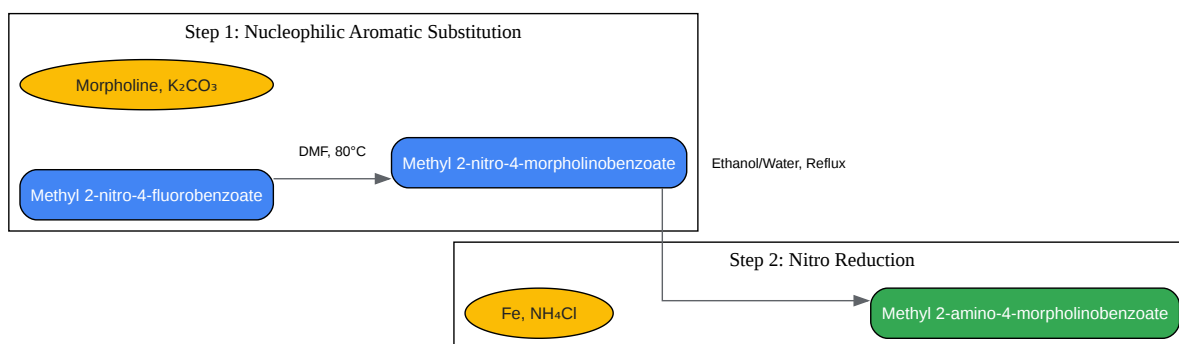 Step 1: Nucleophilic Aromatic Substitution
Morpholine, K₂CO₃
DMF, 80°C
Methyl 2-nitro-4-morpholinobenzoate
Ethanol/Water, Reflux
Methyl 2-nitro-4-fluorobenzoate
Step 2: Nitro Reduction
Fe, NH₄Cl
Methyl 2-amino-4-morpholinobenzoate